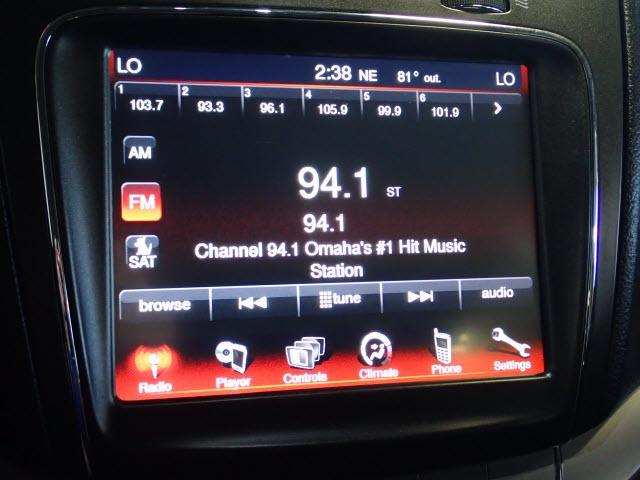 LO 2:38 NE 81° out. LO
1 2 3 4 5 6
103.7 93.3 96.1 105.9 99.9 101.9
AM
94.1 ST
FM
94.1
Channel 94.1 Omaha's #1 Hit Music
Station
SAT
browse tune audio
Radio Player Controls Climate Phone Settings